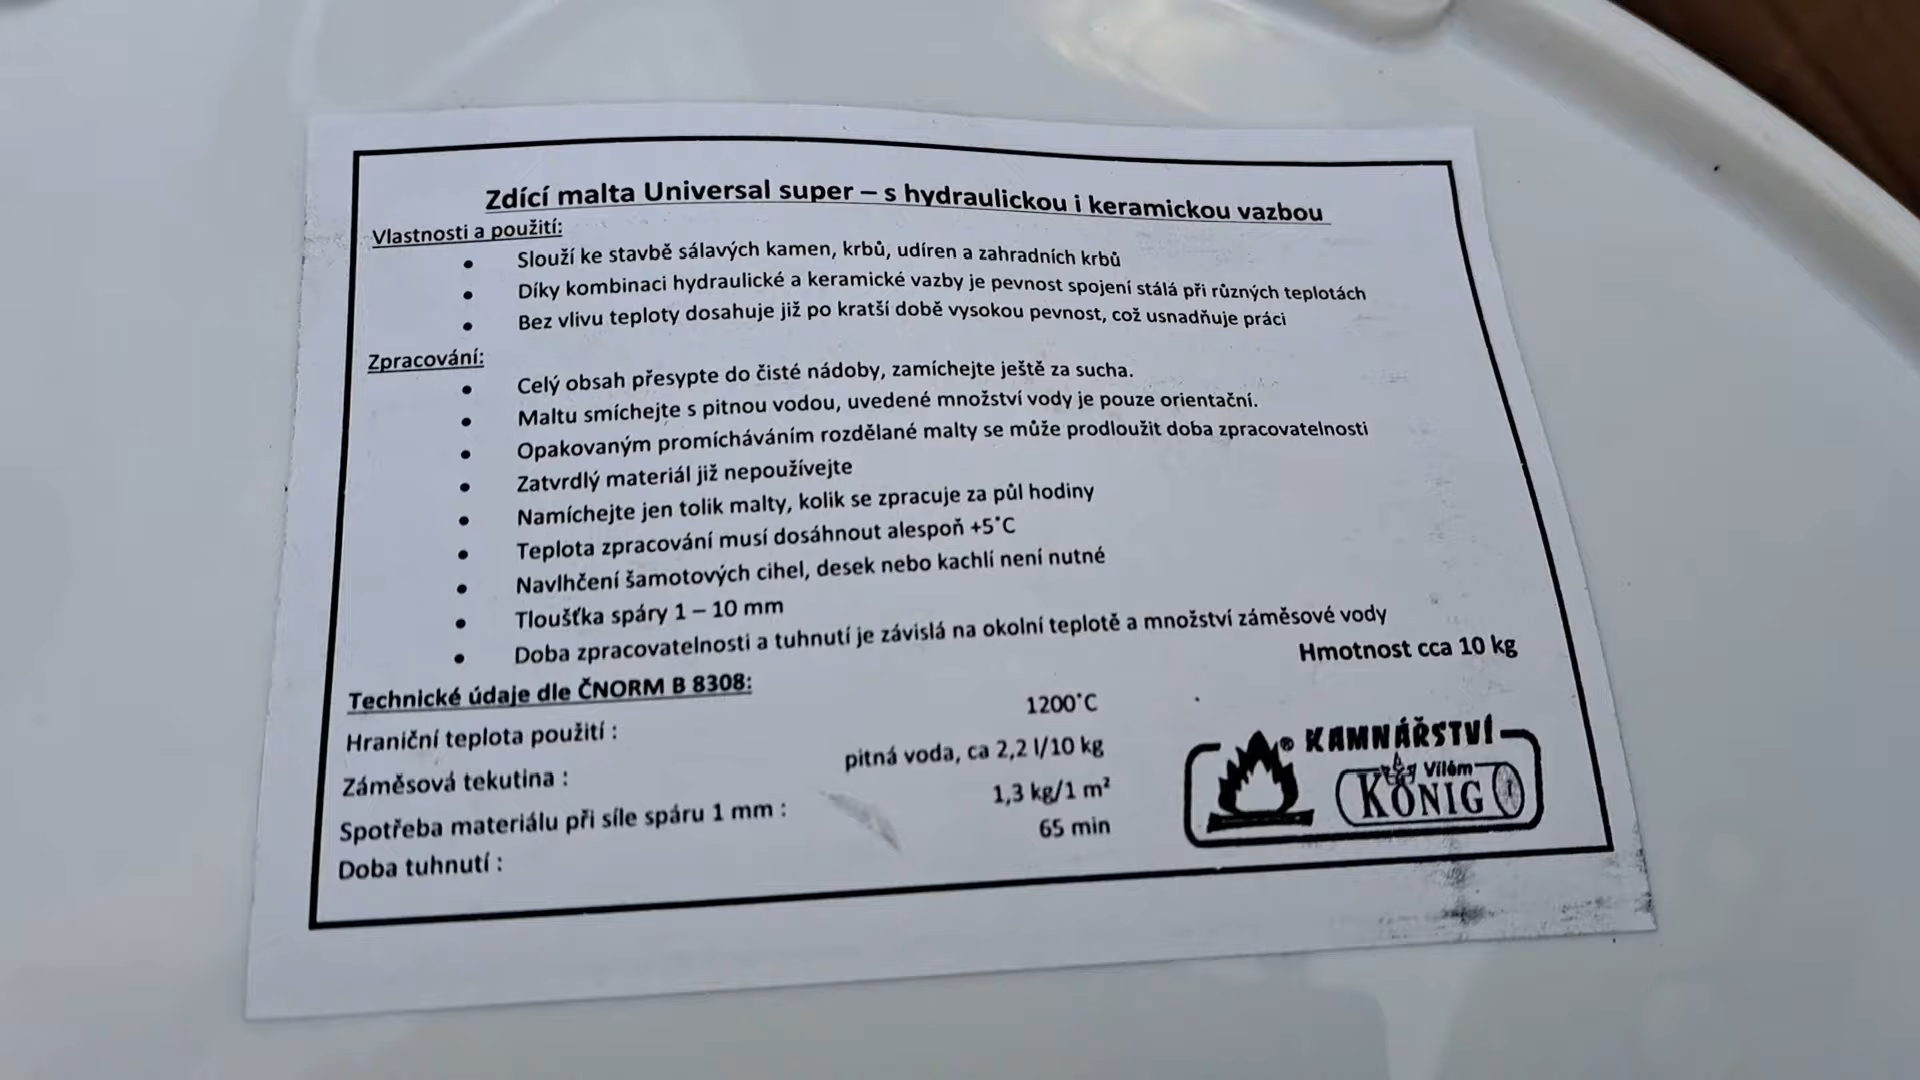 Zdící malta Universal super – s hydraulickou i keramickou vazbou
Vlastnosti a použití:
• Slouží ke stavbě sálavých kamen, krbů, udíren a zahradních krbů
• Díky kombinaci hydraulické a keramické vazby je pevnost spojení stálá při různých teplotách
• Bez vlivu teploty dosahuje již po kratší době vysokou pevnost, což usnadňuje práci
Zpracování:
• Celý obsah přesypte do čisté nádoby, zamíchejte ještě za sucha.
• Maltu smíchejte s pitnou vodou, uvedené množství vody je pouze orientační.
• Opakovaným promícháváním rozdělané malty se může prodloužit doba zpracovatelnosti
• Zatvrdlý materiál již nepoužívejte
• Namíchejte jen tolik malty, kolik se zpracuje za půl hodiny
• Teplota zpracování musí dosáhnout alespoň +5°C
• Navlhčení šamotových cihel, desek nebo kachlí není nutné
• Tloušťka spáry 1 – 10 mm
• Doba zpracovatelnosti a tuhnutí je závislá na okolní teplotě a množství záměsové vody
Hmotnost cca 10 kg
Technické údaje dle ČNORM B 8308:
Hraniční teplota použití : 1200°C
Záměsová tekutina : pitná voda, ca 2,2 l/10 kg
Spotřeba materiálu při síle spáru 1 mm : 1,3 kg/1 m²
Doba tuhnutí : 65 min
® KAMNÁŘSTVÍ
Vilém
KÖNIG